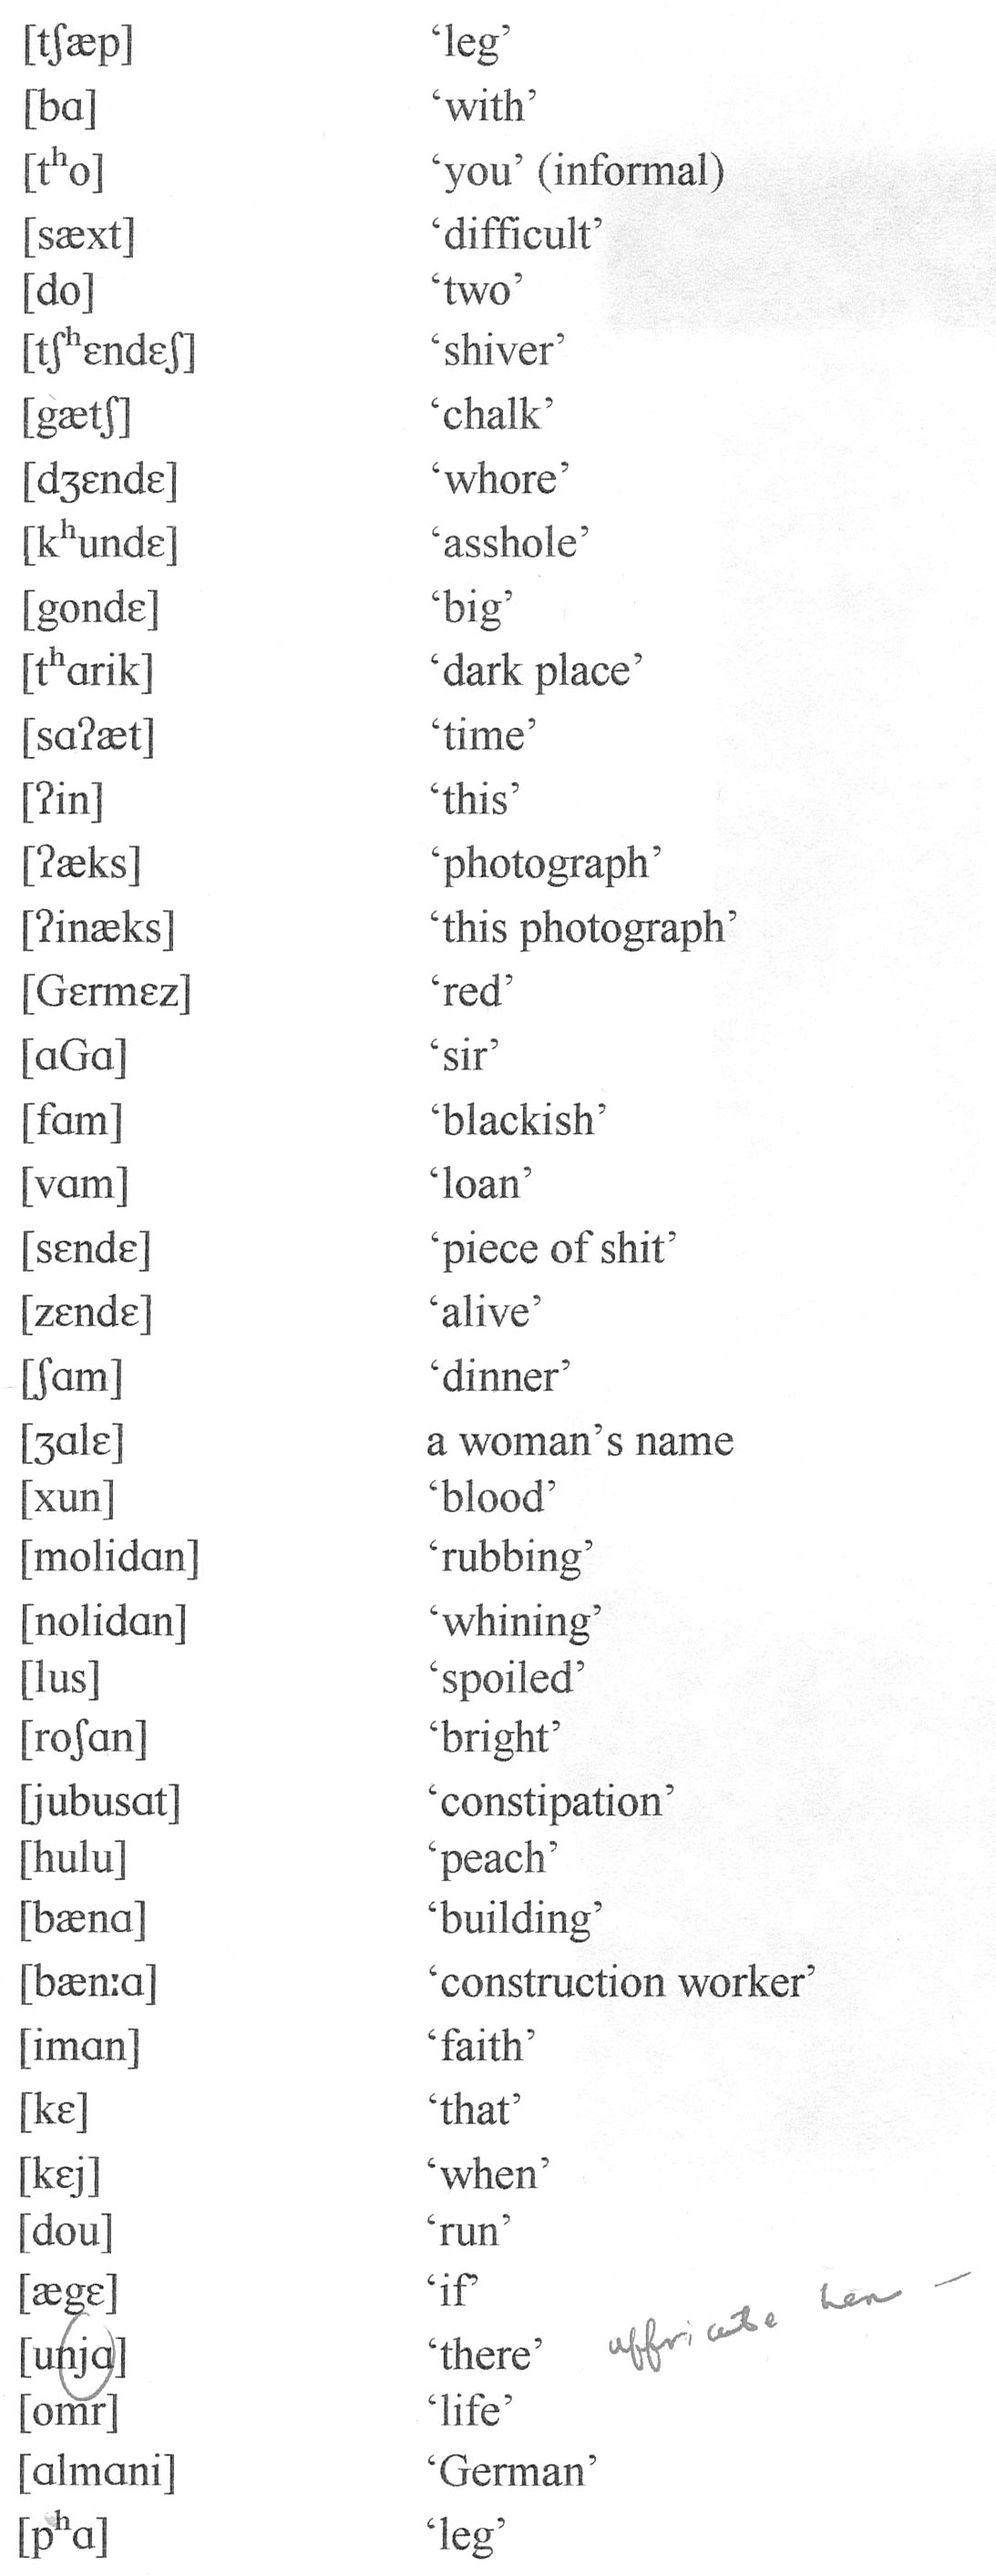 [tʃæp] ‘leg’
[bɑ] ‘with’
[tʰo] ‘you’ (informal)
[sæxt] ‘difficult’
[do] ‘two’
[tʃʰɛndɛʃ] ‘shiver’
[gætʃ] ‘chalk’
[dʒɛndɛ] ‘whore’
[kʰundɛ] ‘asshole’
[gondɛ] ‘big’
[tʰɑrik] ‘dark place’
[sɑʔæt] ‘time’
[ʔin] ‘this’
[ʔæks] ‘photograph’
[ʔinæks] ‘this photograph’
[Gɛrmɛz] ‘red’
[ɑGɑ] ‘sir’
[fɑm] ‘blackish’
[vɑm] ‘loan’
[sɛndɛ] ‘piece of shit’
[zɛndɛ] ‘alive’
[ʃɑm] ‘dinner’
[ʒɑlɛ] a woman’s name
[xun] ‘blood’
[molidɑn] ‘rubbing’
[nolidɑn] ‘whining’
[lus] ‘spoiled’
[roʃɑn] ‘bright’
[jubusɑt] ‘constipation’
[hulu] ‘peach’
[bænɑ] ‘building’
[bænːɑ] ‘construction worker’
[imɑn] ‘faith’
[kɛ] ‘that’
[kɛj] ‘when’
[dou] ‘run’
[ægɛ] ‘if’
[unjɑ] ‘there’ affricate here –
[omr] ‘life’
[ɑlmɑni] ‘German’
[pʰɑ] ‘leg’